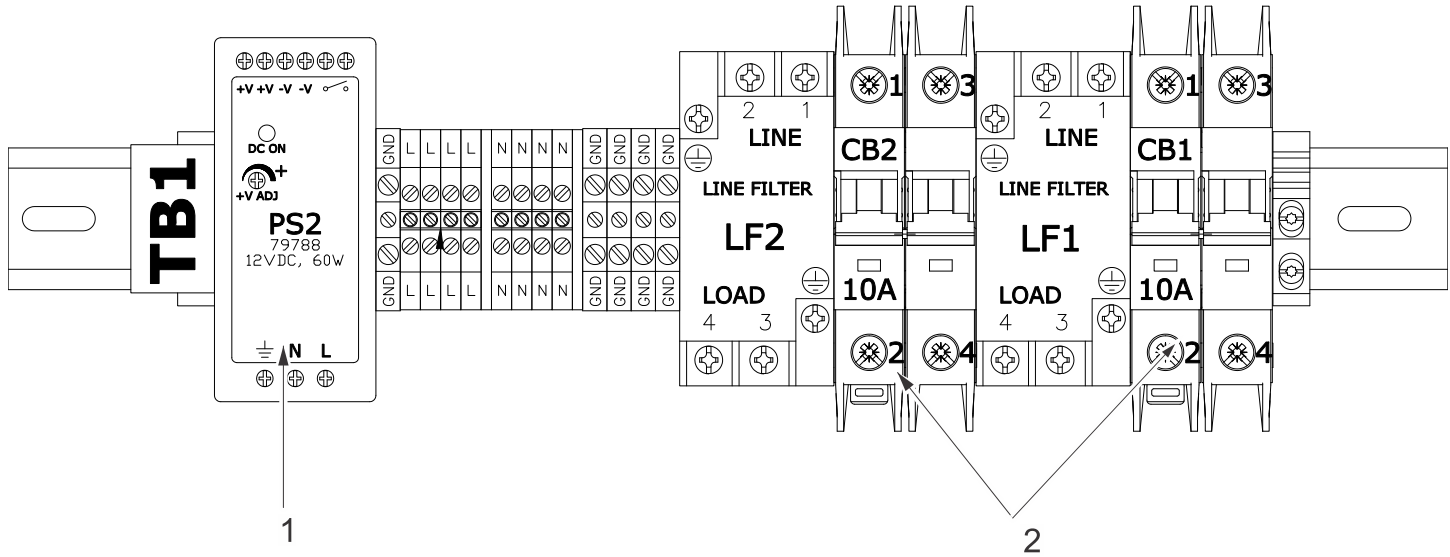 TB1
+V +V -V -V
DC ON
+
+V ADJ
PS2
79788
12VDC, 60W
N L
1
GND L L L L N N N N GND GND GND GND
GND L L L L N N N N GND GND GND GND
2 1
LINE
LINE FILTER
LF2
LOAD
4 3
1 3
CB2
10A
2 4
2 1
LINE
LINE FILTER
LF1
LOAD
4 3
1 3
CB1
10A
2 4
2